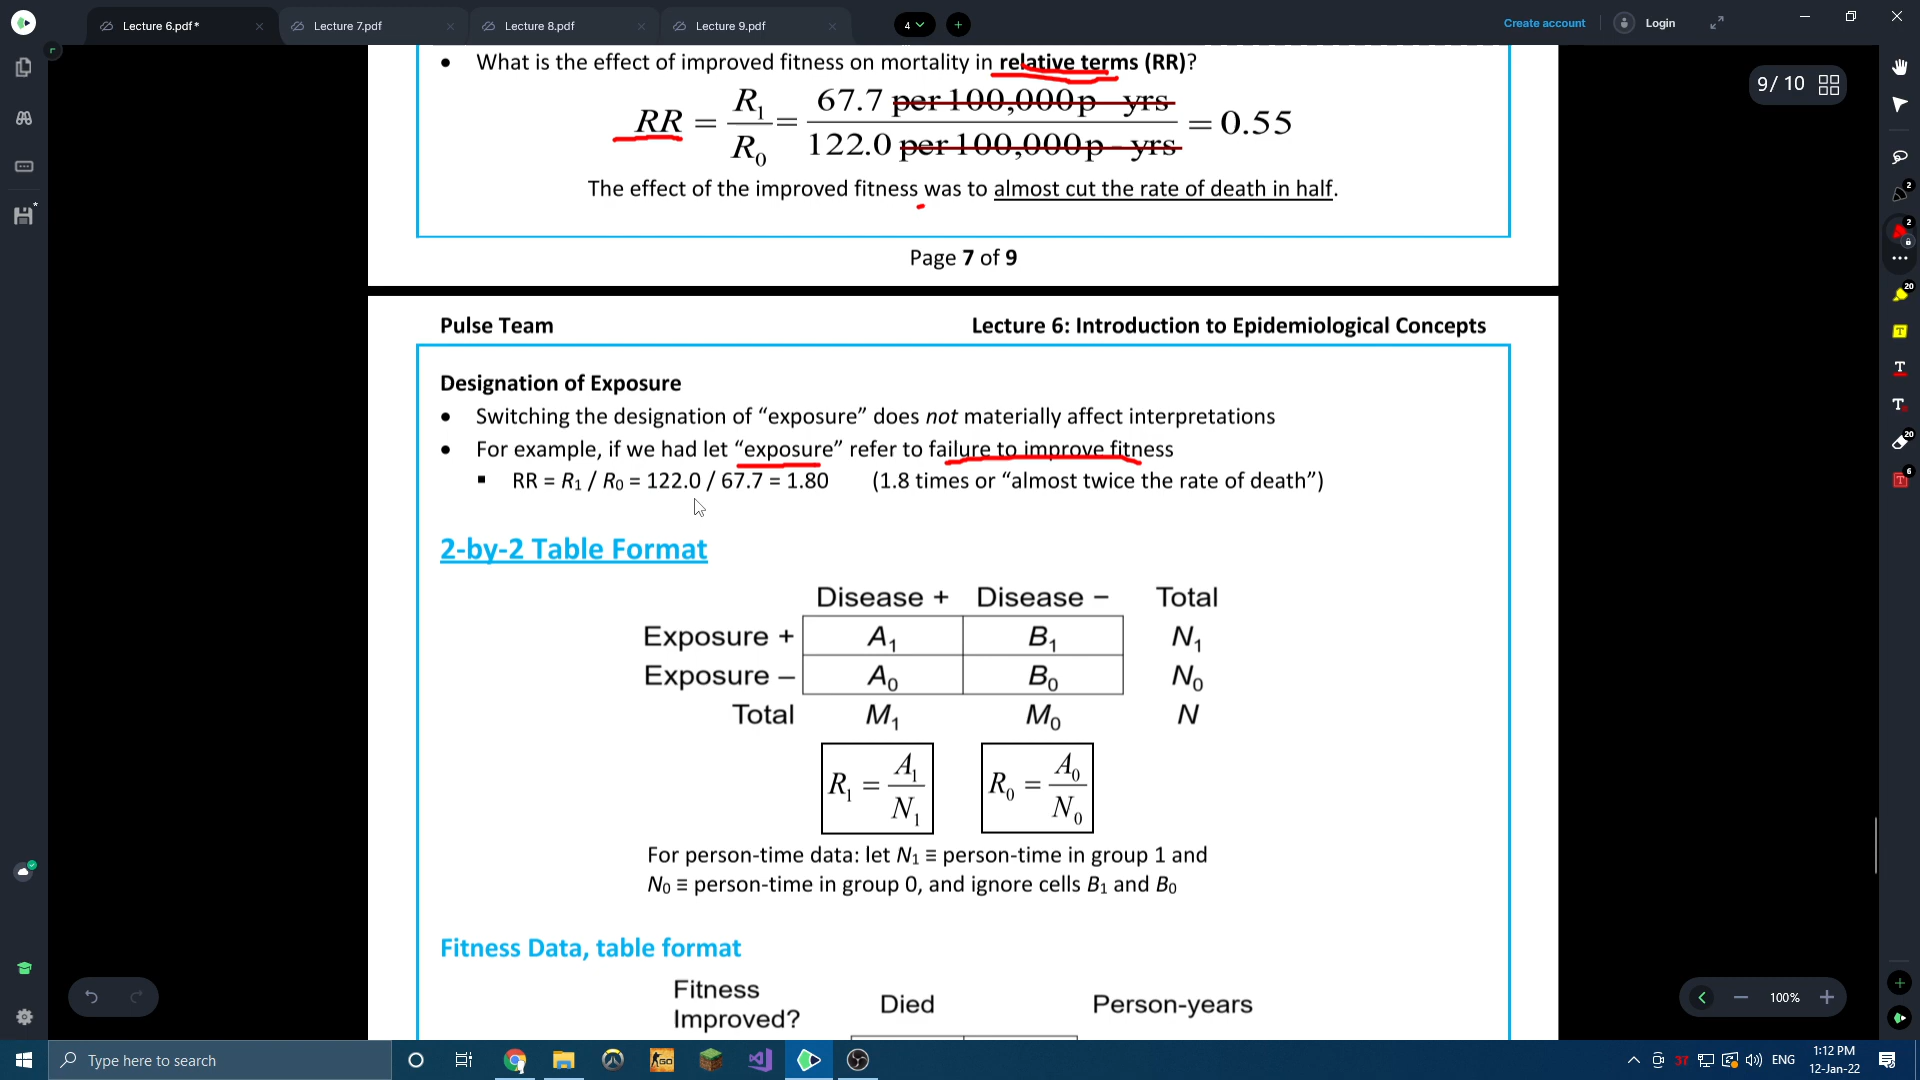 Lecture 6.pdf*
Lecture 7.pdf
Lecture 8.pdf
Lecture 9.pdf
4
Create account
Login
9/ 10
• What is the effect of improved fitness on mortality in relative terms (RR)?
RR = R1 / R0 = 67.7 per 100,000 p - yrs / 122.0 per 100,000 p - yrs = 0.55
The effect of the improved fitness was to almost cut the rate of death in half.
Page 7 of 9
Pulse Team
Lecture 6: Introduction to Epidemiological Concepts
Designation of Exposure
• Switching the designation of “exposure” does not materially affect interpretations
• For example, if we had let “exposure” refer to failure to improve fitness
▪ RR = R1 / R0 = 122.0 / 67.7 = 1.80 (1.8 times or “almost twice the rate of death”)
2-by-2 Table Format
Disease + Disease − Total
Exposure + A1 B1 N1
Exposure – A0 B0 N0
Total M1 M0 N
R1 = A1 / N1 R0 = A0 / N0
For person-time data: let N1 ≡ person-time in group 1 and
N0 ≡ person-time in group 0, and ignore cells B1 and B0
Fitness Data, table format
Fitness
Improved? Died Person-years
2
2
20
20
6
100%
Type here to search
37
ENG
1:12 PM
12-Jan-22